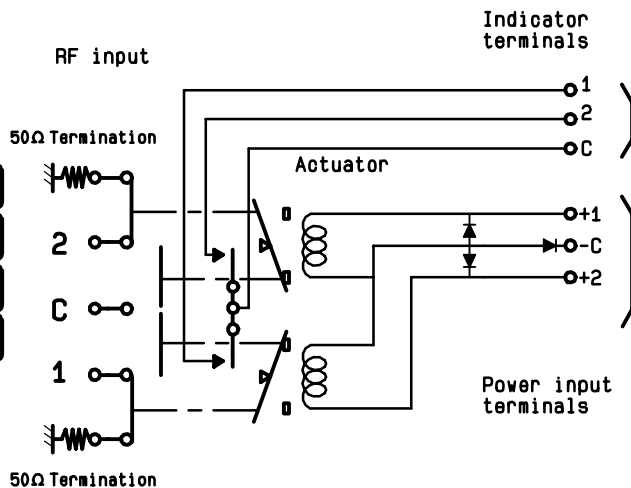 Indicator
terminals
RF input
1
2
C
50Ω Termination
Actuator
+1
-C
+2
2
C
1
Power input
terminals
50Ω Termination